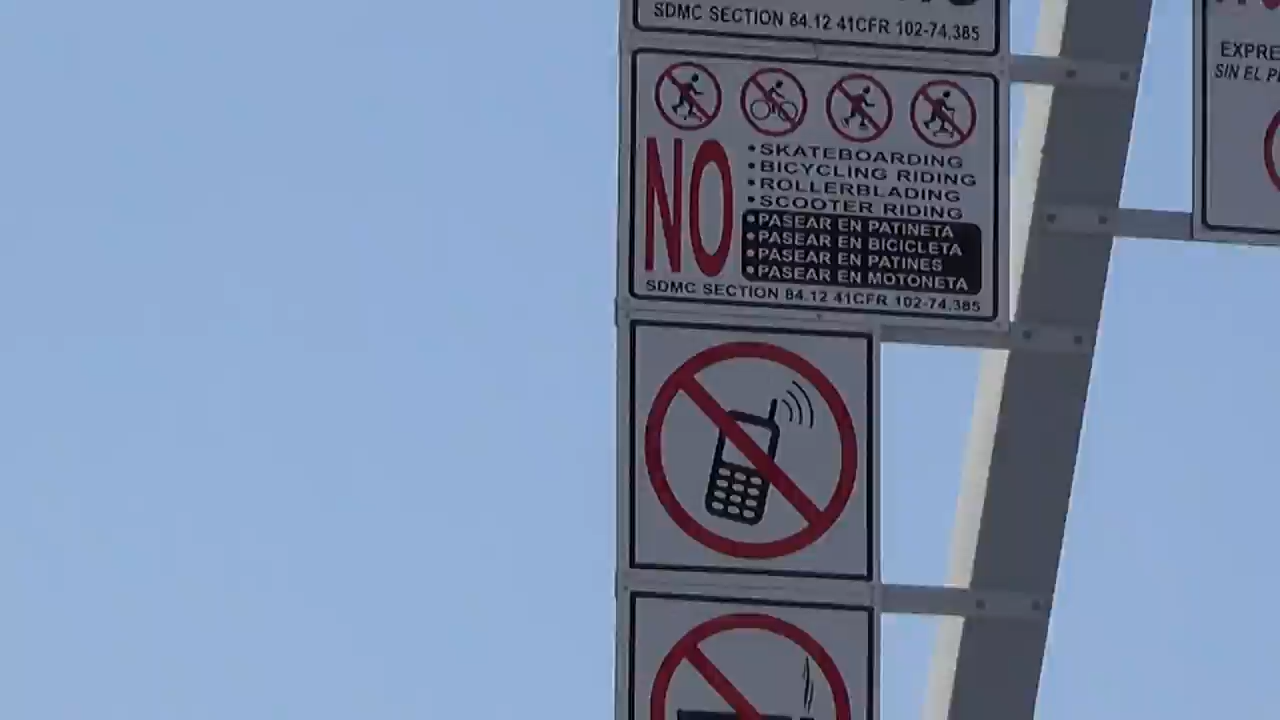 SDMC SECTION 84.12 41CFR 102-74.385
NO
• SKATEBOARDING
• BICYCLING RIDING
• ROLLERBLADING
• SCOOTER RIDING
• PASEAR EN PATINETA
• PASEAR EN BICICLETA
• PASEAR EN PATINES
• PASEAR EN MOTONETA
SDMC SECTION 84.12 41CFR 102-74.385
SIN EL